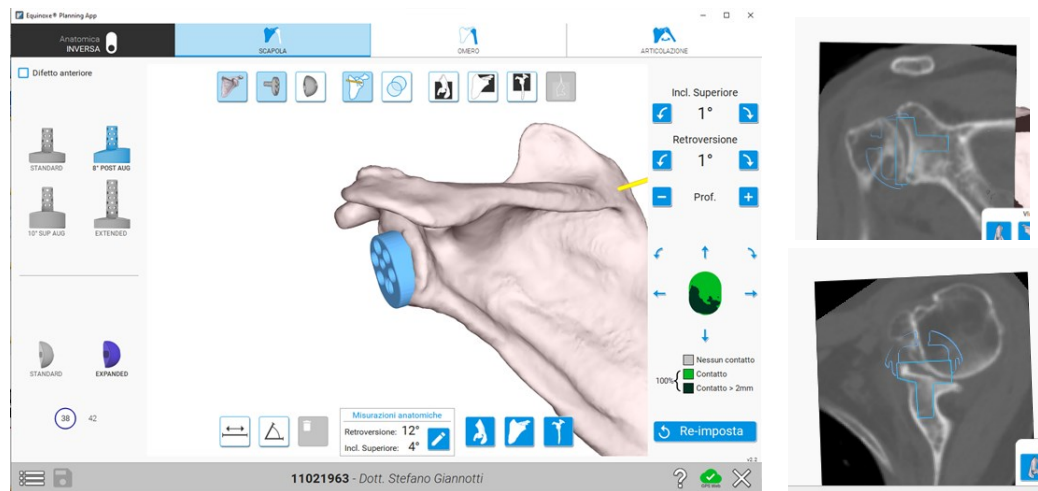 Equinoxe® Planning App
Anatomica
INVERSA
SCAPOLA
OMERO
ARTICOLAZIONE
Difetto anteriore
STANDARD
8° POST AUG
10° SUP AUG
EXTENDED
STANDARD
EXPANDED
38
42
Incl. Superiore
1°
Retroversione
1°
Prof.
Nessun contatto
100%
Contatto
Contatto > 2mm
Misurazioni anatomiche
Retroversione: 12°
Incl. Superiore: 4°
Re-imposta
v2.2
11021963 - Dott. Stefano Giannotti